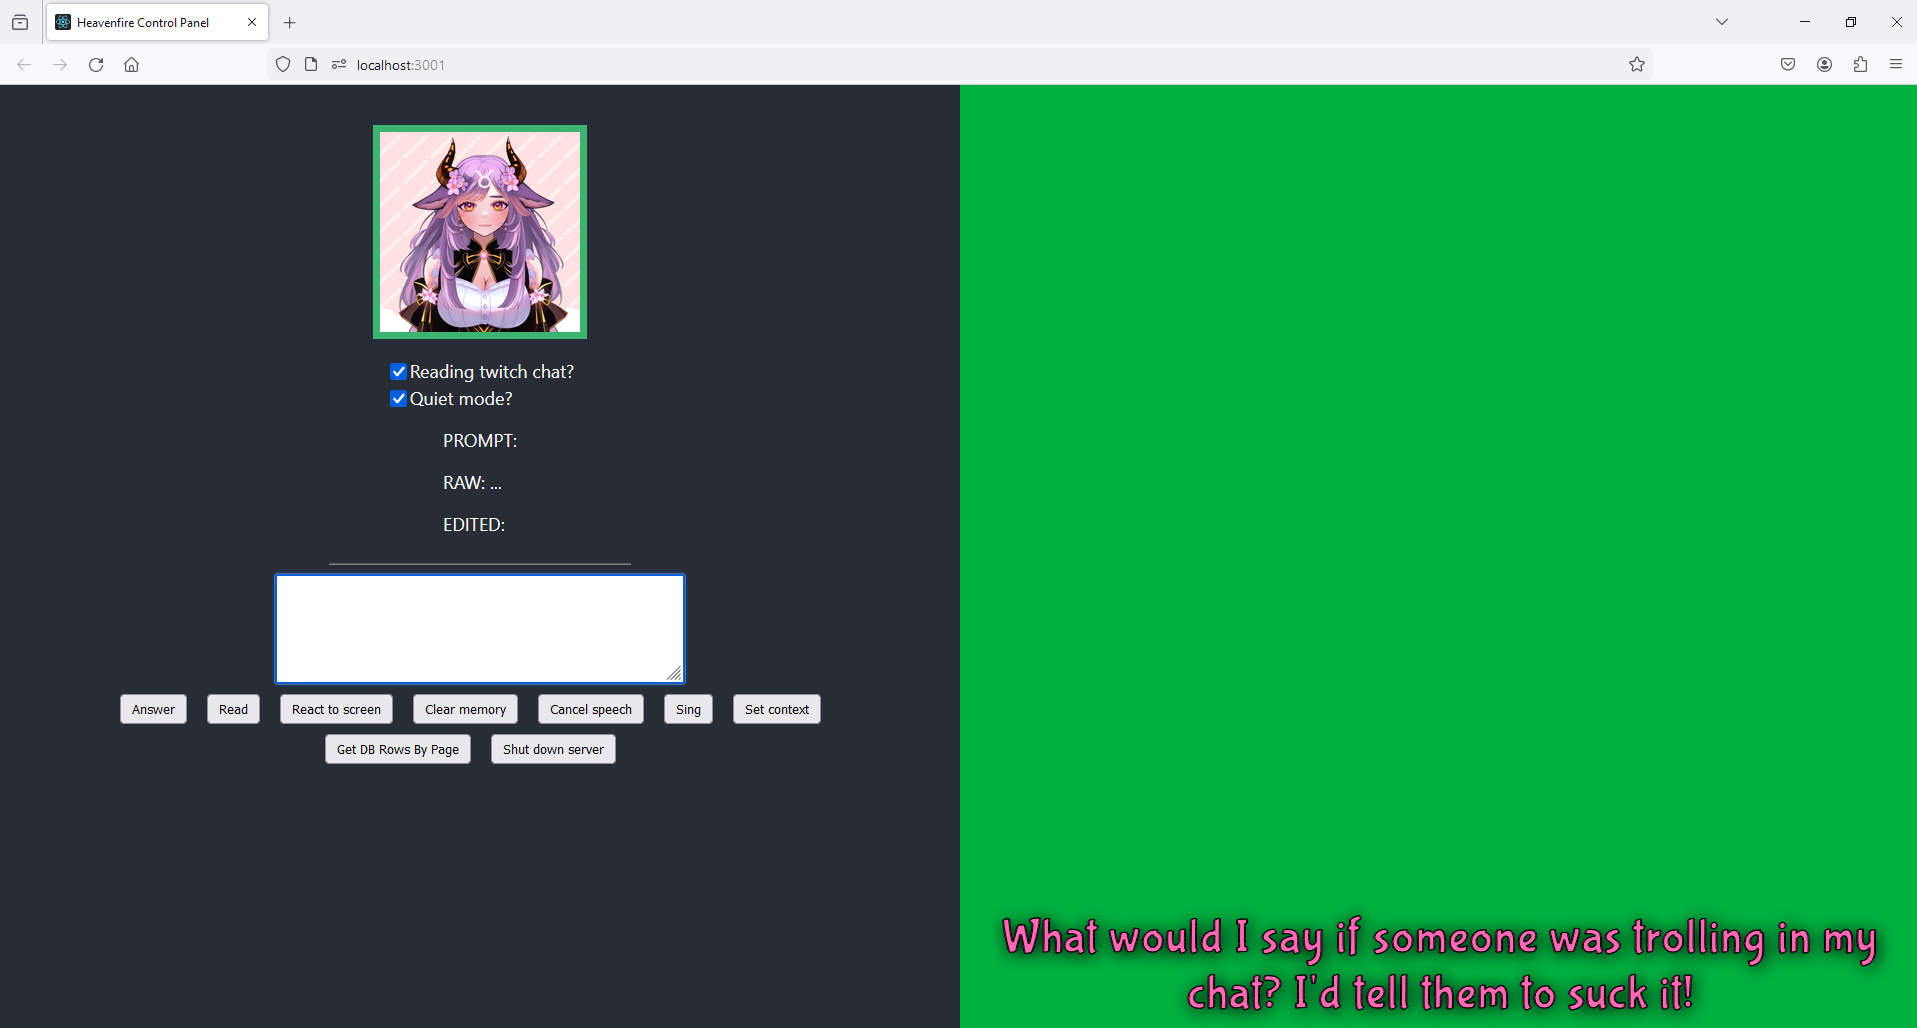 Heavenfire Control Panel
localhost:3001
Reading twitch chat?
Quiet mode?
PROMPT:
RAW: ...
EDITED:
Answer Read React to screen Clear memory Cancel speech Sing Set context
Get DB Rows By Page Shut down server
What would I say if someone was trolling in my
chat? I'd tell them to suck it!